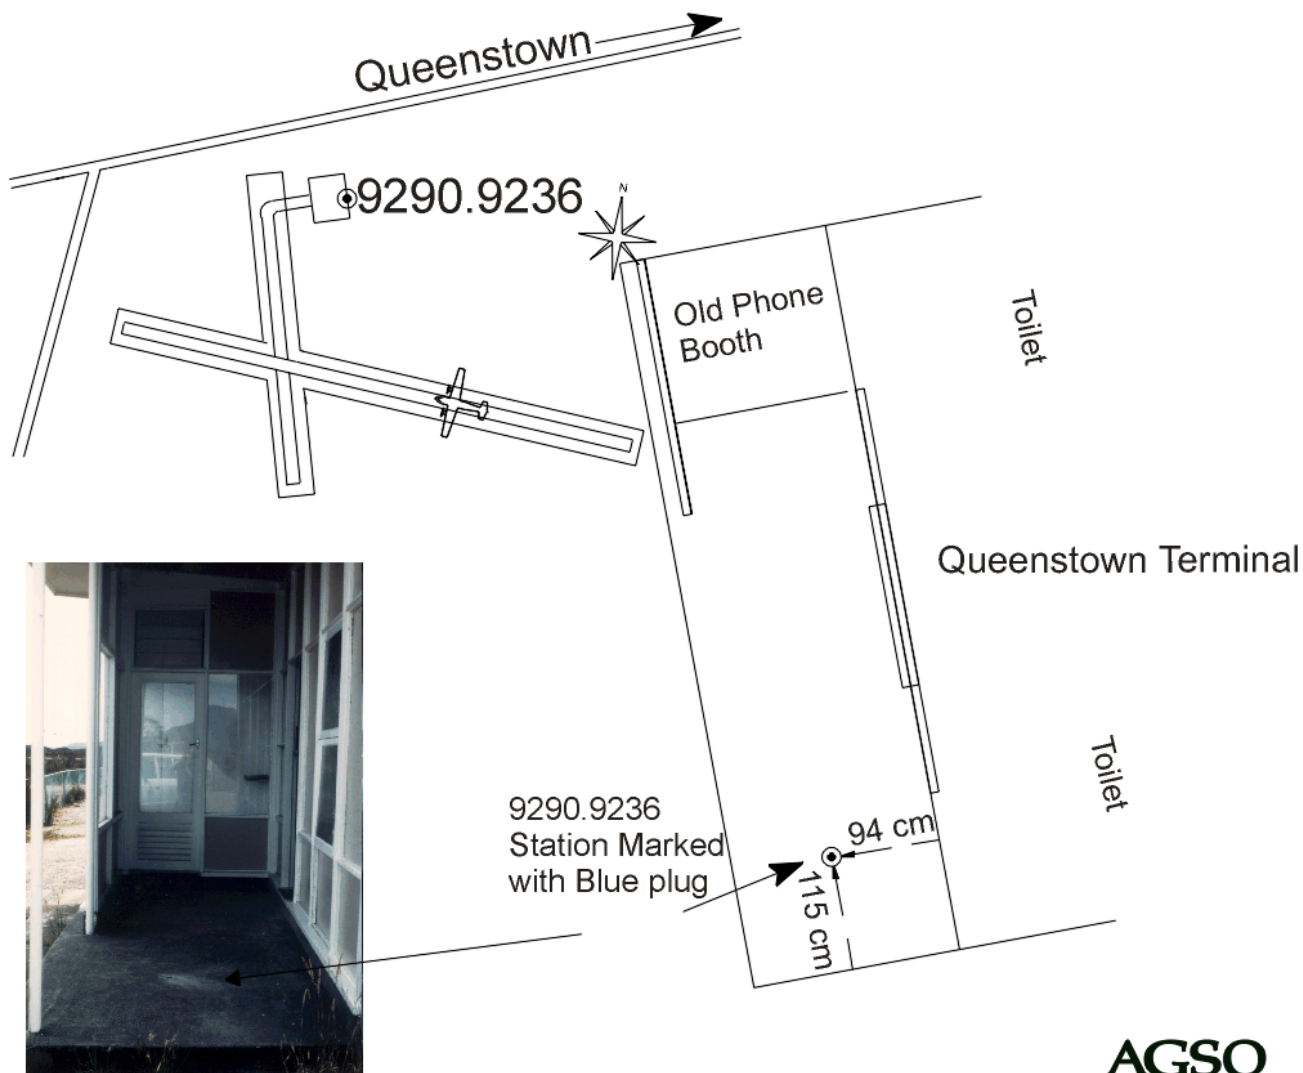 Queenstown
9290.9236
N
Old Phone
Booth
Toilet
Queenstown Terminal
Toilet
9290.9236
Station Marked
with Blue plug
94 cm
115 cm
AGSO